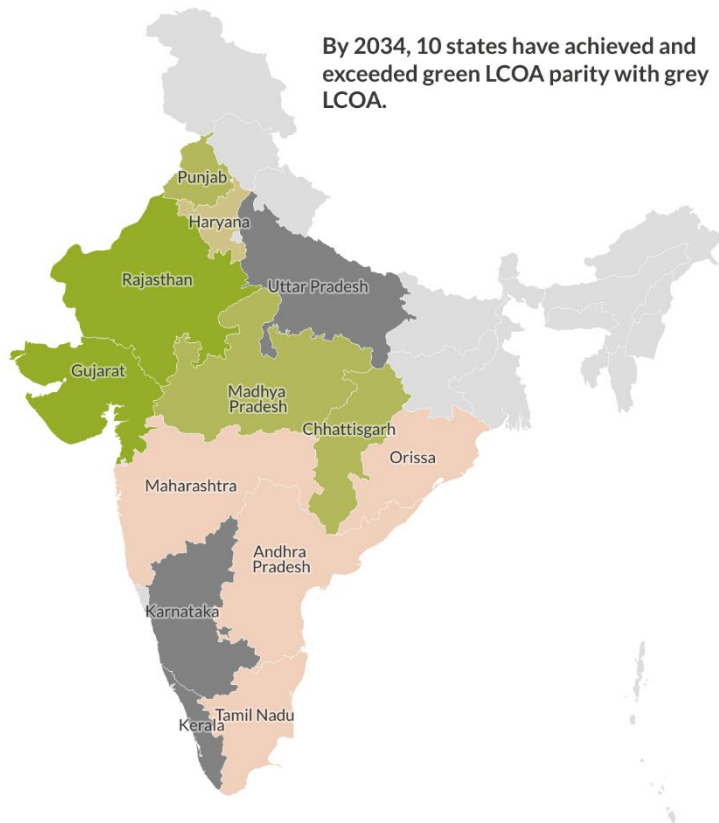 By 2034, 10 states have achieved and
exceeded green LCOA parity with grey
LCOA.
Punjab
Haryana
Rajasthan
Uttar Pradesh
Gujarat
Madhya
Pradesh
Chhattisgarh
Orissa
Maharashtra
Andhra
Pradesh
Karnataka
Kerala
Tamil Nadu